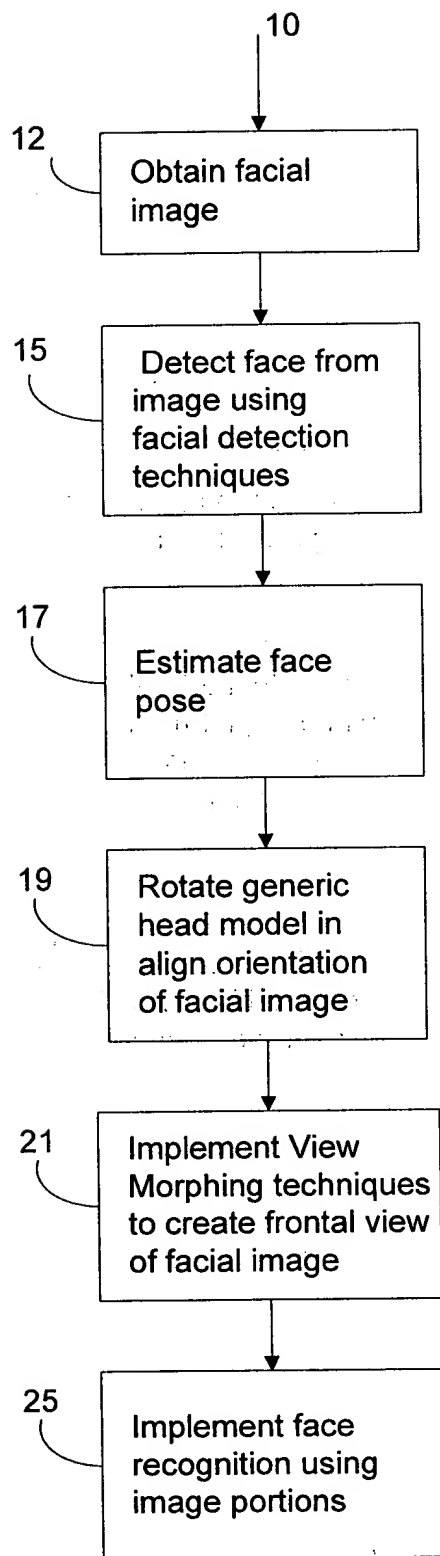 10
12
Obtain facial
image
15
Detect face from
image using
facial detection
techniques
17
Estimate face
pose
19
Rotate generic
head model in
align orientation
of facial image
21
Implement View
Morphing techniques
to create frontal view
of facial image
25
Implement face
recognition using
image portions